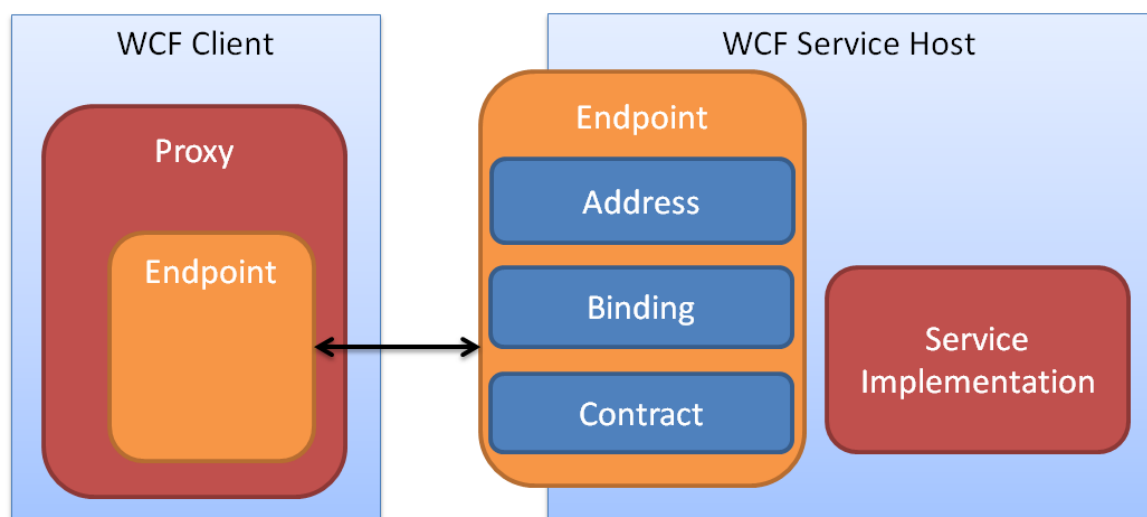 WCF Client
Proxy
Endpoint
WCF Service Host
Endpoint
Address
Binding
Contract
Service
Implementation